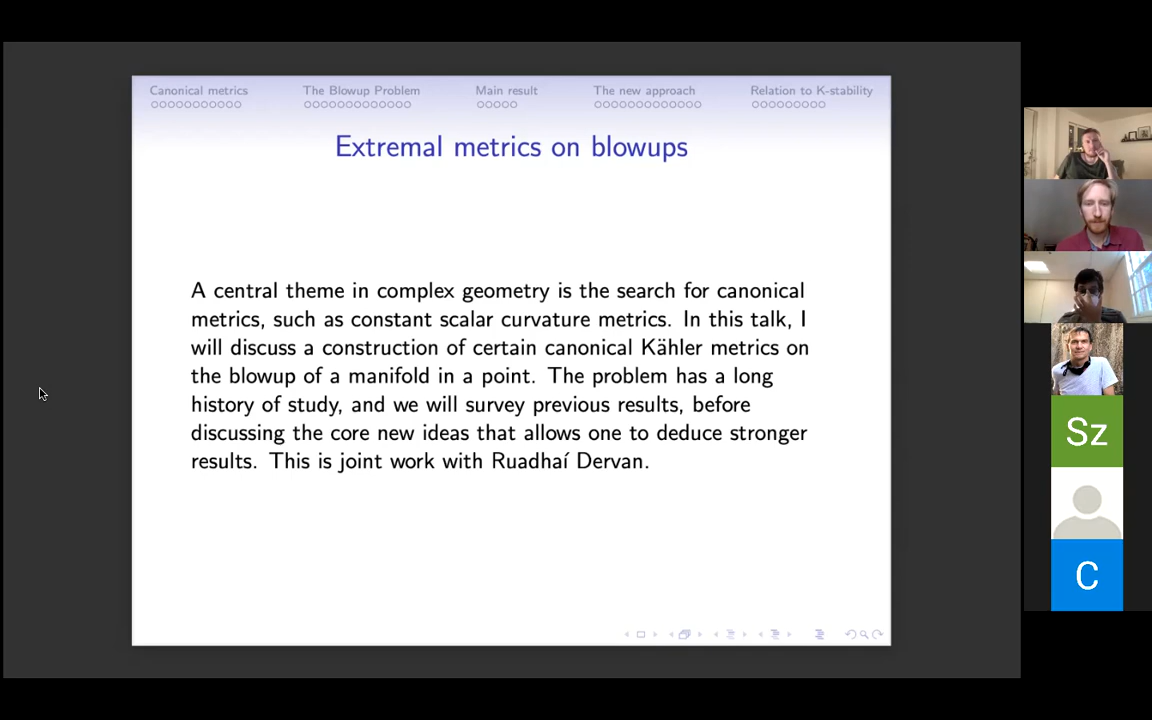 Canonical metrics The Blowup Problem Main result The new approach Relation to K-stability
Extremal metrics on blowups
A central theme in complex geometry is the search for canonical
metrics, such as constant scalar curvature metrics. In this talk, I
will discuss a construction of certain canonical Kähler metrics on
the blowup of a manifold in a point. The problem has a long
history of study, and we will survey previous results, before
discussing the core new ideas that allows one to deduce stronger
results. This is joint work with Ruadhaí Dervan.
Sz
C